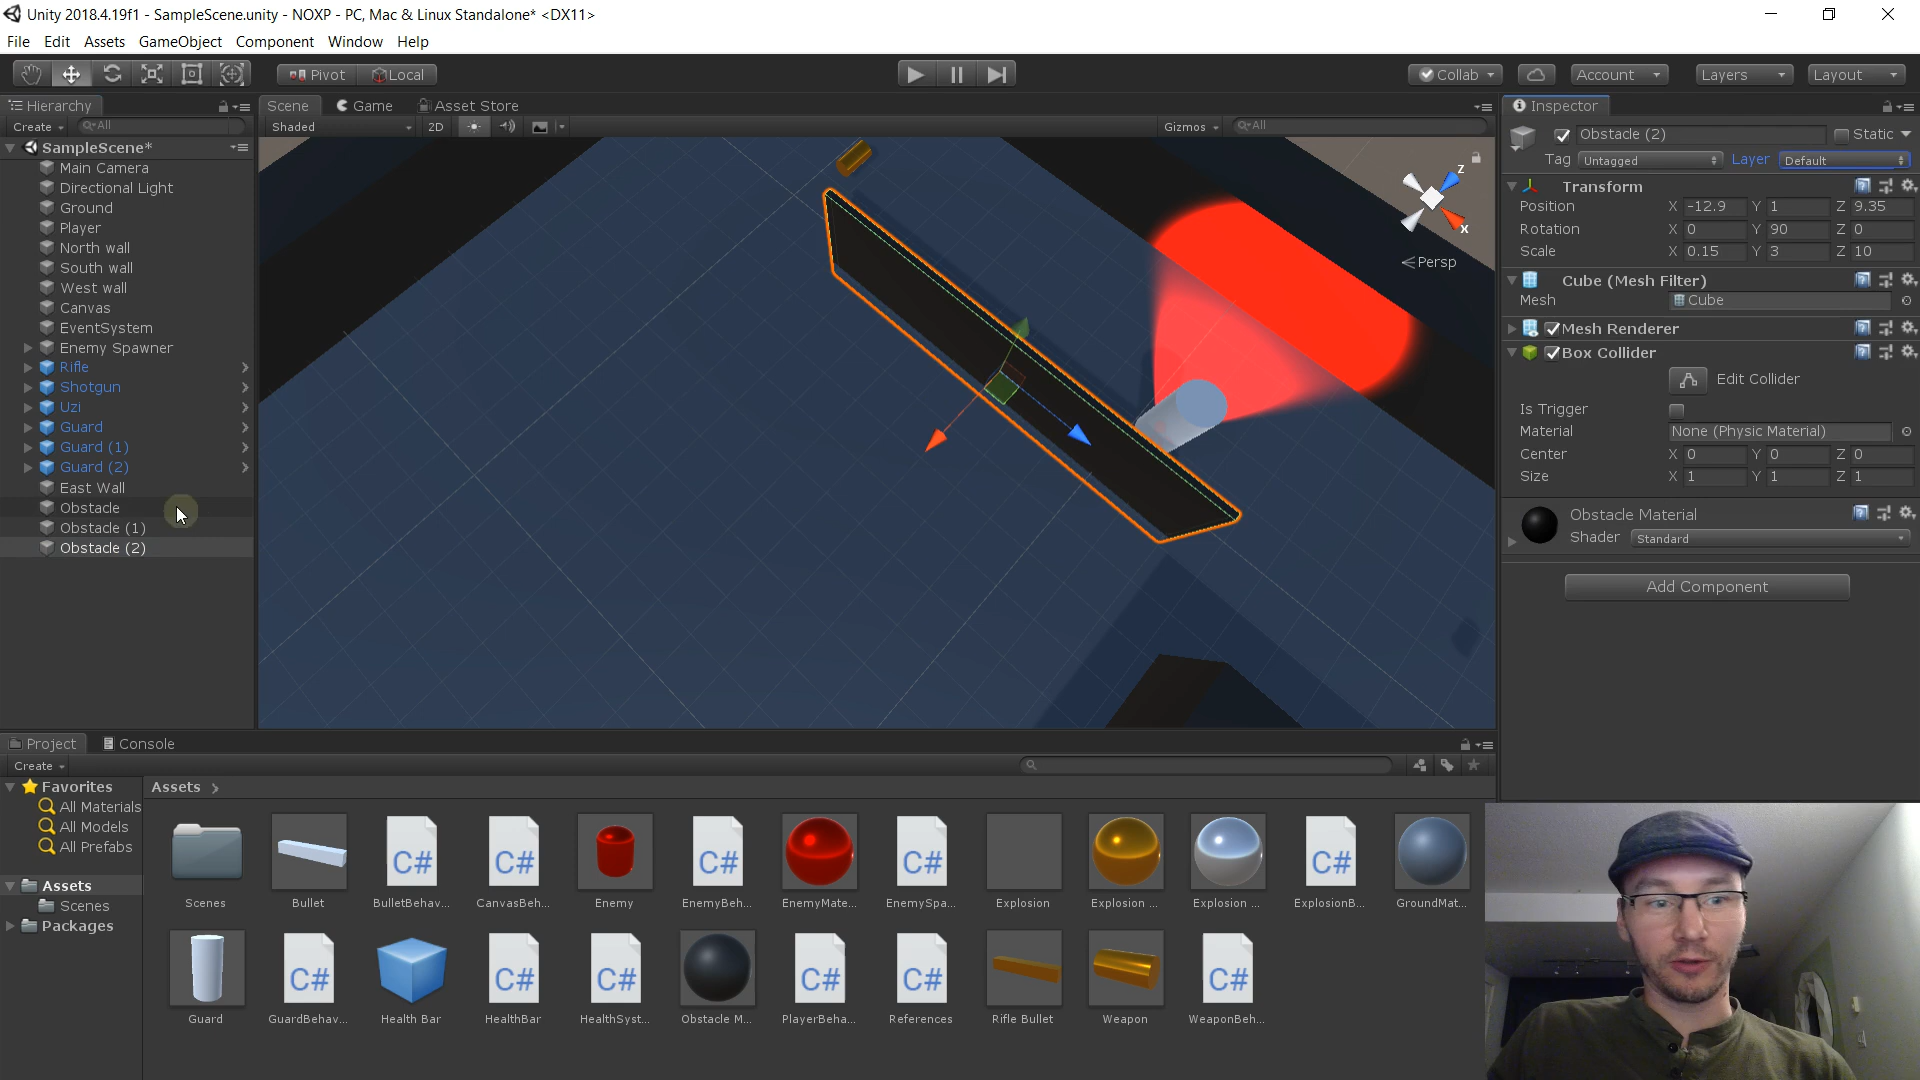 Unity 2018.4.19f1 - SampleScene.unity - NOXP - PC, Mac & Linux Standalone* <DX11>
File Edit Assets GameObject Component Window Help
Pivot Local Collab Account Layers Layout
Hierarchy Scene Game Asset Store Inspector
Create All Shaded 2D Gizmos All
Obstacle (2) Static
Tag Untagged Layer Default
SampleScene*
Main Camera
Directional Light
Ground
Player
North wall
South wall
West wall
Canvas
EventSystem
Enemy Spawner
Rifle
Shotgun
Uzi
Guard
Guard (1)
Guard (2)
East Wall
Obstacle
Obstacle (1)
Obstacle (2)
z
x
Persp
Transform
Position X -12.9 Y 1 Z 9.35
Rotation X 0 Y 90 Z 0
Scale X 0.15 Y 3 Z 10
Cube (Mesh Filter)
Mesh Cube
Mesh Renderer
Box Collider
Edit Collider
Is Trigger
Material None (Physic Material)
Center X 0 Y 0 Z 0
Size X 1 Y 1 Z 1
Obstacle Material
Shader Standard
Add Component
Project Console
Create
Favorites
All Materials
All Models
All Prefabs
Assets
Scenes
Packages
Assets
C# C# C# C# C#
Scenes Bullet BulletBehav... CanvasBeh... Enemy EnemyBeh... EnemyMate... EnemySpa... Explosion Explosion ... Explosion ... ExplosionB... GroundMat...
C# C# C# C# C# C#
Guard GuardBehav... Health Bar HealthBar HealthSyst... Obstacle M... PlayerBeha... References Rifle Bullet Weapon WeaponBeh...